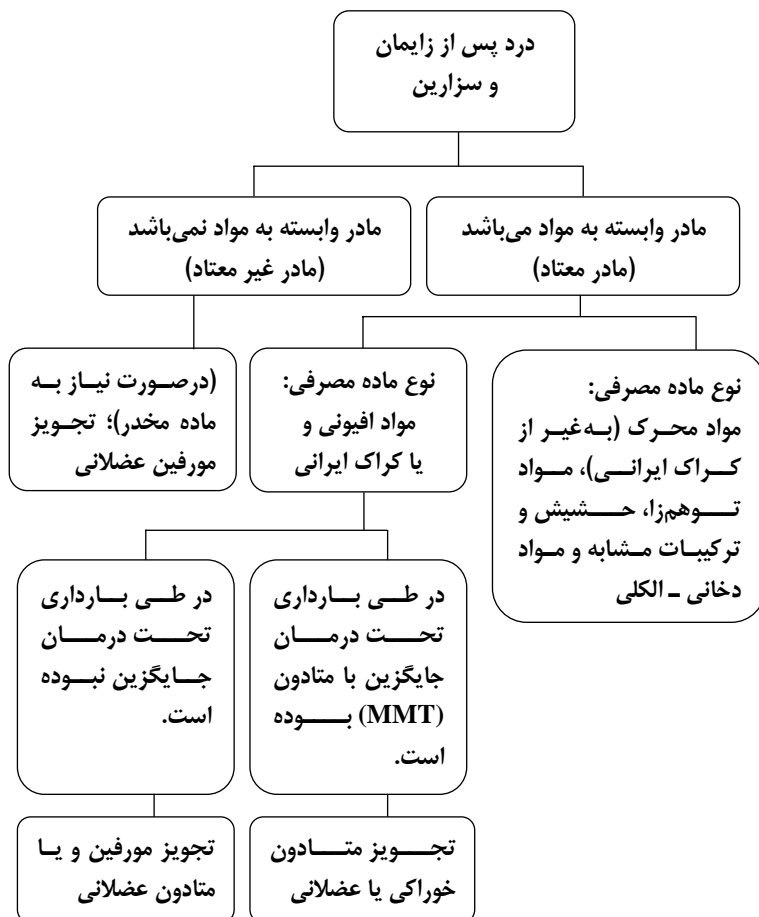 درد پس از زایمان
و سزارین
مادر وابسته به مواد می‌باشد
(مادر معتاد)
مادر وابسته به مواد نمی‌باشد
(مادر غیر معتاد)
نوع ماده مصرفی:
مواد محرک (به‌غیر از
کراک ایرانی)، مواد
توهم‌زا، حشیش و
ترکیبات مشابه و مواد
دخانی ـ الکلی
نوع ماده مصرفی:
مواد افیونی و
یا کراک ایرانی
(درصورت نیاز به
ماده مخدر)؛ تجویز
مورفین عضلانی
در طی بارداری
تحت درمان
جایگزین با متادون
(MMT) بوده
است.
در طی بارداری
تحت درمان
جایگزین نبوده
است.
تجویز متادون
خوراکی یا عضلانی
تجویز مورفین و یا
متادون عضلانی